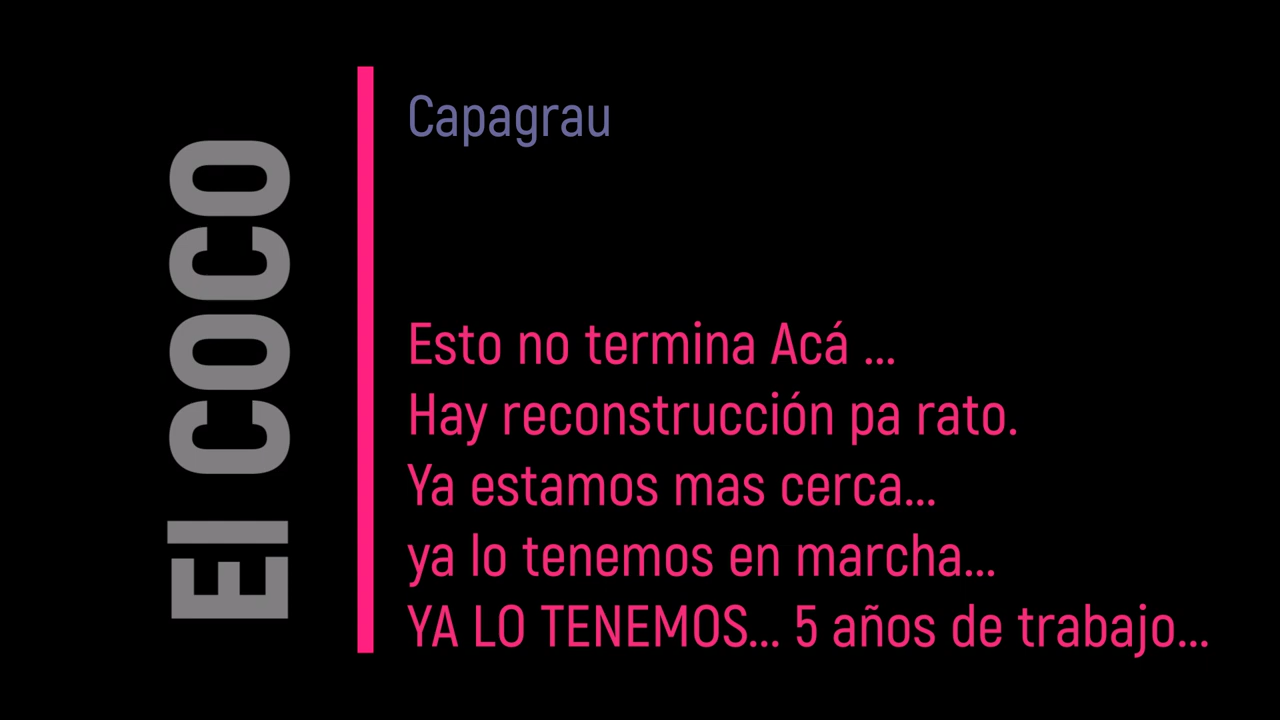 El COCO
Capagrau
Esto no termina Acá ...
Hay reconstrucción pa rato.
Ya estamos mas cerca...
ya lo tenemos en marcha...
YA LO TENEMOS... 5 años de trabajo...